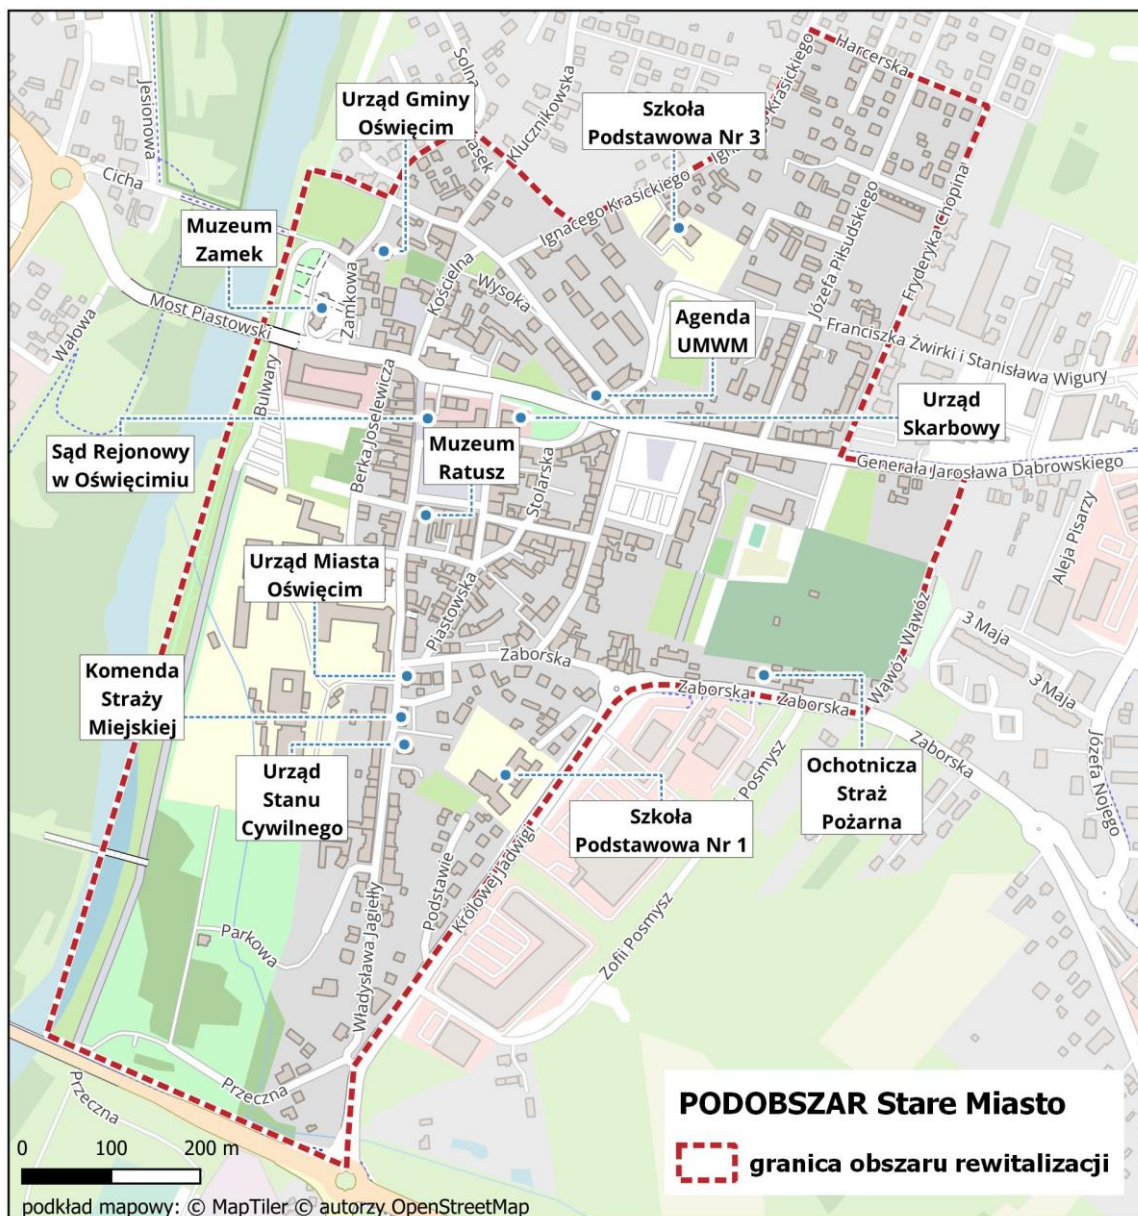 Harcerska
Solna
Jesionowa
Urząd Gminy
Oświęcim
Szkoła
Podstawowa Nr 3
Klucznikowska
Ignacego Krasickiego
Cicha
Fryderyka Chopina
Ignacego Krasickiego
Józefa Piłsudskiego
Muzeum
Zamek
Kościelna
Wysoka
Zamkowa
Most Piastowski
Wałowa
Agenda
UMWM
Franciszka Żwirki i Stanisława Wigury
Bulwary
Berka Joselewicza
Urząd
Skarbowy
Sąd Rejonowy
w Oświęcimiu
Muzeum
Ratusz
Stolarska
Generała Jarosława Dąbrowskiego
Aleja Pisarzy
Urząd Miasta
Oświęcim
Piastowska
Wąwóz
Wąwóz
3 Maja
Zaborska
Komenda
Straży
Miejskiej
Zaborska
Zaborska
3 Maja
Zaborska
Józefa Nojego
Urząd
Stanu
Cywilnego
Posmysz
Ochotnicza
Straż
Pożarna
Szkoła
Podstawowa Nr 1
Podstawie
Królowej Jadwigi
Zofii Posmysz
Parkowa
Władysława Jagiełły
Przeczna
Przeczna
PODOBSZAR Stare Miasto
granica obszaru rewitalizacji
0 100 200 m
podkład mapowy: © MapTiler © autorzy OpenStreetMap